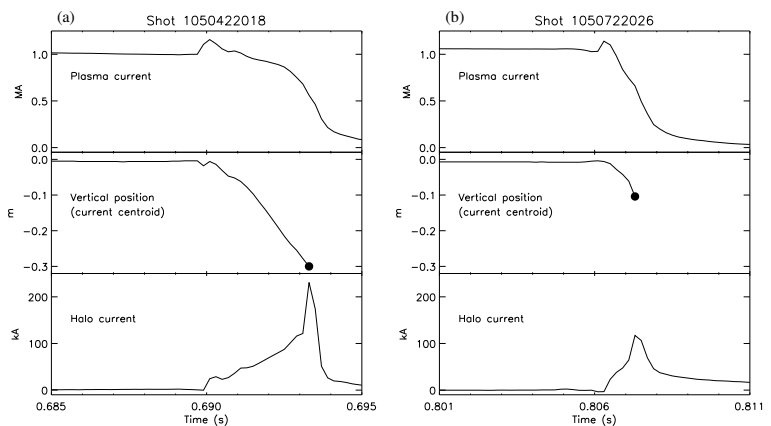 (a) Shot 1050422018
1.0
0.5
0.0
MA
Plasma current
0.0
−0.1
−0.2
−0.3
m
Vertical position
(current centroid)
200
100
0
kA
Halo current
0.685 0.690 0.695
Time (s)
(b) Shot 1050722026
1.0
0.5
0.0
MA
Plasma current
0.0
−0.1
−0.2
−0.3
m
Vertical position
(current centroid)
200
100
0
kA
Halo current
0.801 0.806 0.811
Time (s)